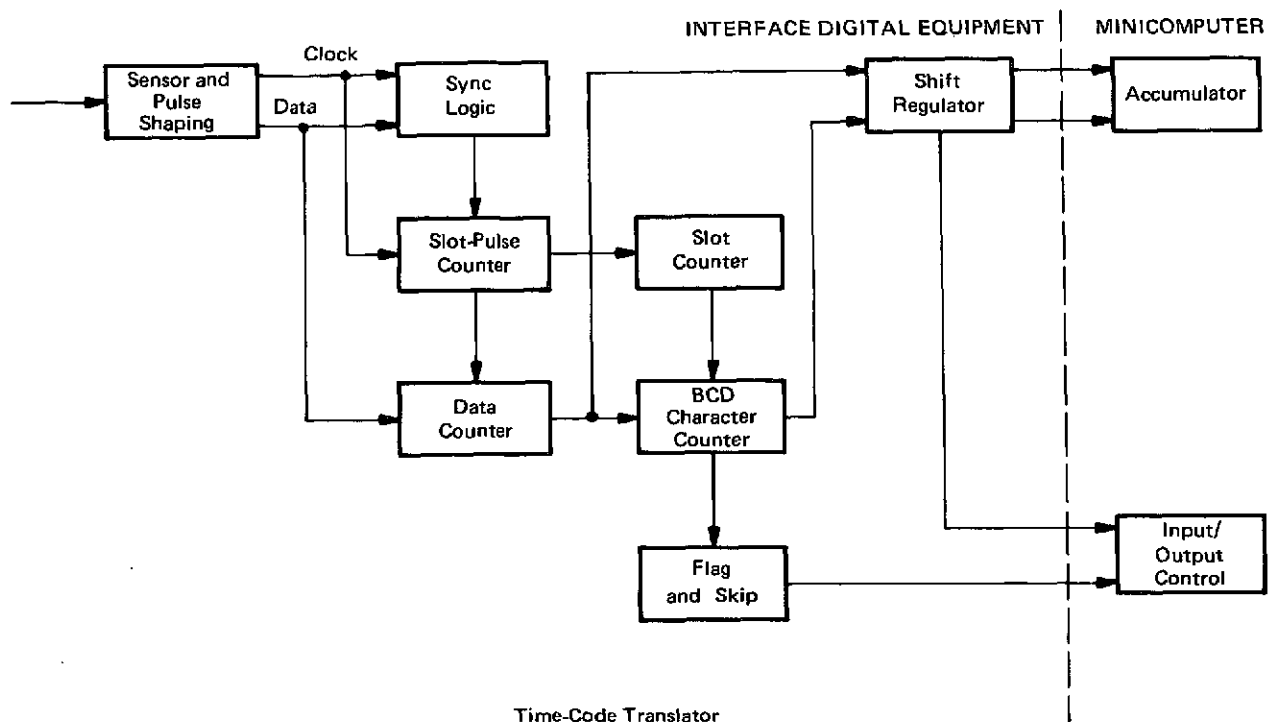 INTERFACE DIGITAL EQUIPMENT
MINICOMPUTER
Clock
Sensor and
Pulse
Shaping
Data
Sync
Logic
Shift
Regulator
Accumulator
Slot-Pulse
Counter
Slot
Counter
Data
Counter
BCD
Character
Counter
Flag
and Skip
Input/
Output
Control
Time-Code Translator